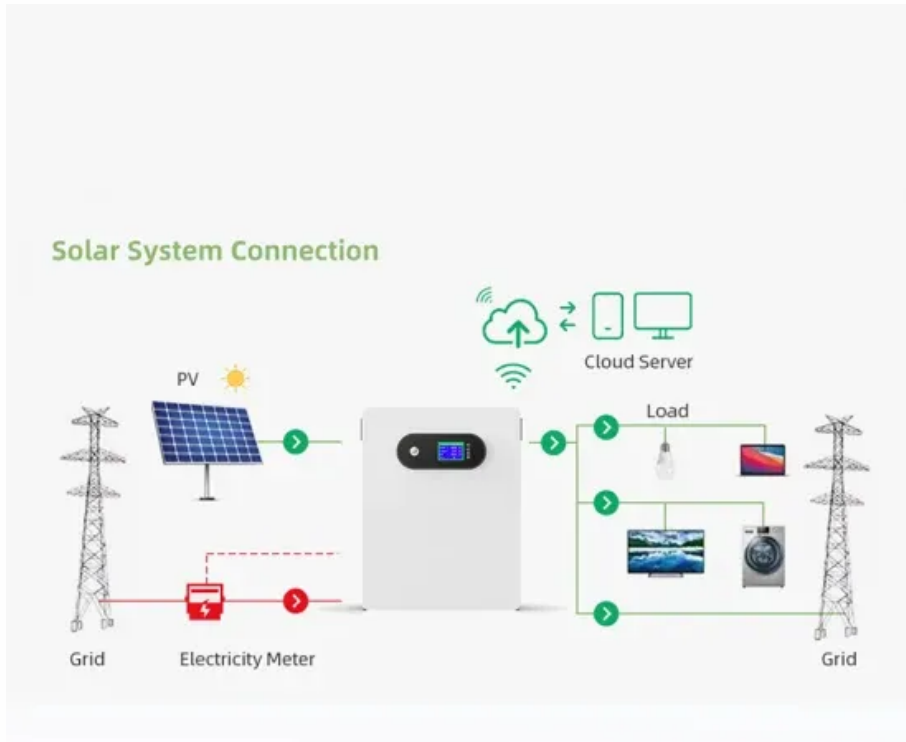 Solar System Connection
Cloud Server
PV
Load
Grid
Electricity Meter
Grid